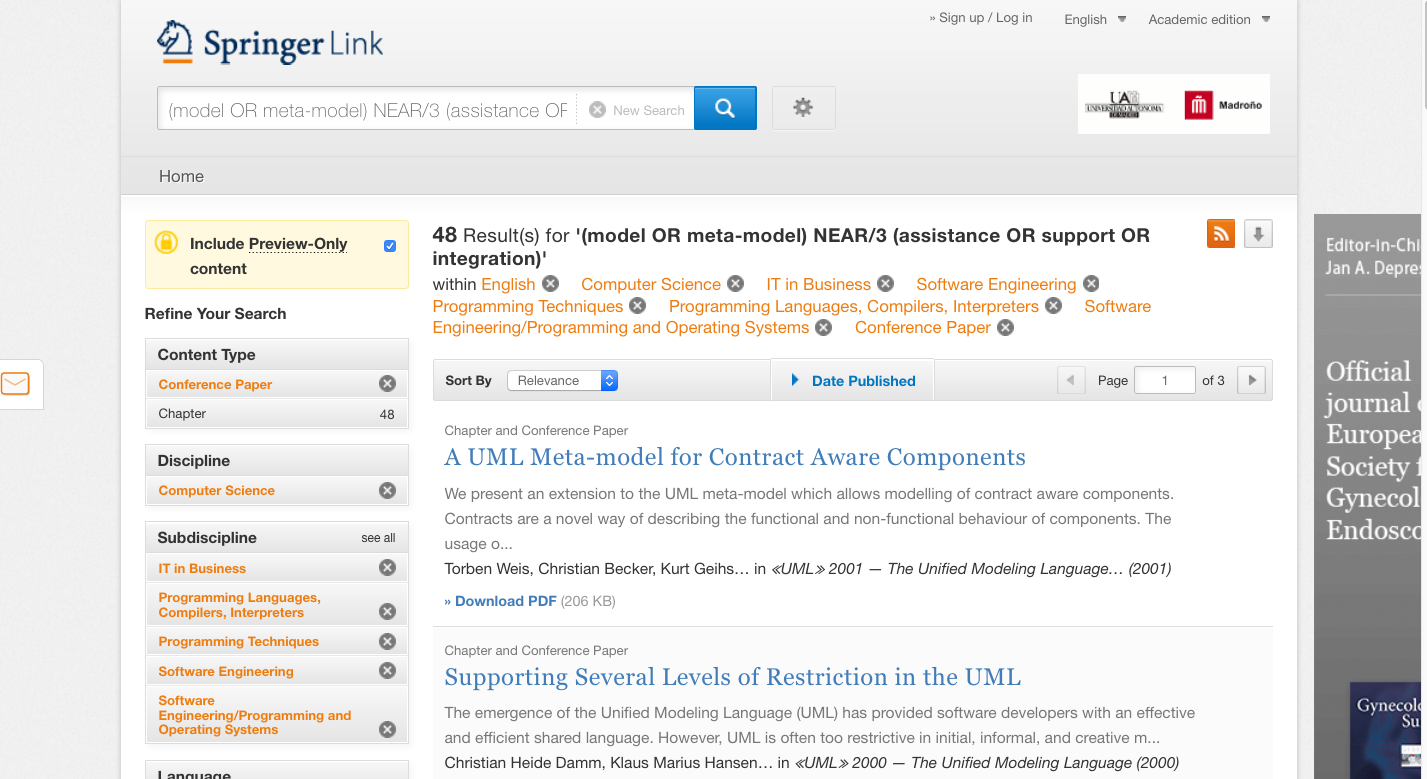 » Sign up / Log in English Academic edition
Springer Link
(model OR meta-model) NEAR/3 (assistance OF New Search
UNIVERSIDAD AUTONOMA
Madroño
Home
Include Preview-Only
content
Refine Your Search
Content Type
Conference Paper
Chapter 48
Discipline
Computer Science
Subdiscipline see all
IT in Business
Programming Languages,
Compilers, Interpreters
Programming Techniques
Software Engineering
Software
Engineering/Programming and
Operating Systems
Language
48 Result(s) for '(model OR meta-model) NEAR/3 (assistance OR support OR
integration)'
within English Computer Science IT in Business Software Engineering
Programming Techniques Programming Languages, Compilers, Interpreters Software
Engineering/Programming and Operating Systems Conference Paper
Sort By Relevance Date Published Page 1 of 3
Chapter and Conference Paper
A UML Meta-model for Contract Aware Components
We present an extension to the UML meta-model which allows modelling of contract aware components.
Contracts are a novel way of describing the functional and non-functional behaviour of components. The
usage o...
Torben Weis, Christian Becker, Kurt Geihs… in ≪UML≫ 2001 — The Unified Modeling Language… (2001)
» Download PDF (206 KB)
Chapter and Conference Paper
Supporting Several Levels of Restriction in the UML
The emergence of the Unified Modeling Language (UML) has provided software developers with an effective
and efficient shared language. However, UML is often too restrictive in initial, informal, and creative m...
Christian Heide Damm, Klaus Marius Hansen… in ≪UML≫ 2000 — The Unified Modeling Language (2000)
Editor-in-Chi
Jan A. Depres
Official
journal o
Europea
Society f
Gynecol
Endosco
Gynecolo
Su